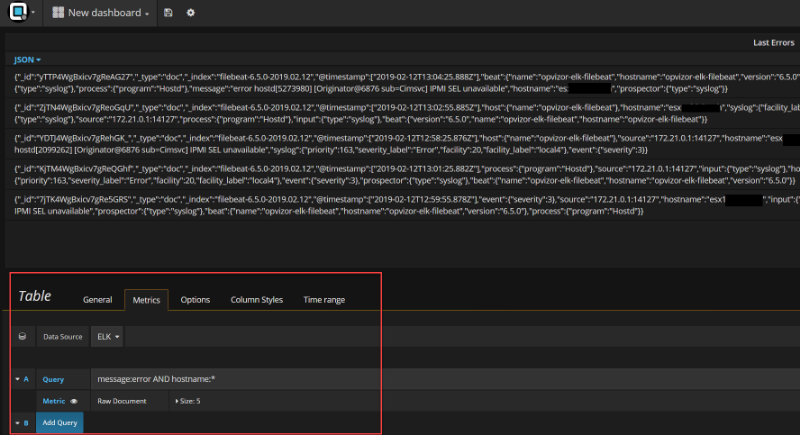 New dashboard
Last Errors
JSON
{"_id":"yTTP4WgBxicv7gReAG27","_type":"doc","_index":"filebeat-6.5.0-2019.02.12","@timestamp":["2019-02-12T13:04:25.888Z"],"beat":{"name":"opvizor-elk-filebeat","hostname":"opvizor-elk-filebeat","version":"6.5.0
{"type":"syslog"},"process":{"program":"Hostd"},"message":"error hostd[5273980] [Originator@6876 sub=Cimsvc] IPMI SEL unavailable","hostname":"es: ","prospector":{"type":"syslog"}}
{"_id":"ZjTN4WgBxicv7gReoGqU","_type":"doc","_index":"filebeat-6.5.0-2019.02.12","@timestamp":["2019-02-12T13:02:55.885Z"],"host":{"name":"opvizor-elk-filebeat"},"hostname":"esx ","syslog":{"facility_la
{"type":"syslog"},"source":"172.21.0.1:14127","process":{"program":"Hostd"},"input":{"type":"syslog"},"beat":{"version":"6.5.0","name":"opvizor-elk-filebeat","hostname":"opvizor-elk-filebeat"}}
{"_id":"YDTJ4WgBxicv7gRehGK_","_type":"doc","_index":"filebeat-6.5.0-2019.02.12","@timestamp":["2019-02-12T12:58:25.876Z"],"host":{"name":"opvizor-elk-filebeat"},"source":"172.21.0.1:14127","hostname":"esx
hostd[2099262] [Originator@6876 sub=Cimsvc] IPMI SEL unavailable","syslog":{"priority":163,"severity_label":"Error","facility":20,"facility_label":"local4"},"event":{"severity":3}}
{"_id":"KjTM4WgBxicv7gReQGhf","_type":"doc","_index":"filebeat-6.5.0-2019.02.12","@timestamp":["2019-02-12T13:01:25.882Z"],"process":{"program":"Hostd"},"source":"172.21.0.1:14127","input":{"type":"syslog"},"ho
{"priority":163,"severity_label":"Error","facility":20,"facility_label":"local4"},"event":{"severity":3},"prospector":{"type":"syslog"},"beat":{"name":"opvizor-elk-filebeat","hostname":"opvizor-elk-filebeat","version":"6.5.0"}}
{"_id":"7jTK4WgBxicv7gRe5GRS","_type":"doc","_index":"filebeat-6.5.0-2019.02.12","@timestamp":["2019-02-12T12:59:55.878Z"],"event":{"severity":3},"source":"172.21.0.1:14127","hostname":"esx1 ","input":{
IPMI SEL unavailable","prospector":{"type":"syslog"},"beat":{"name":"opvizor-elk-filebeat","hostname":"opvizor-elk-filebeat","version":"6.5.0"},"process":{"program":"Hostd"}}
Table General Metrics Options Column Styles Time range
Data Source ELK
A Query message:error AND hostname:*
Metric Raw Document Size: 5
B Add Query